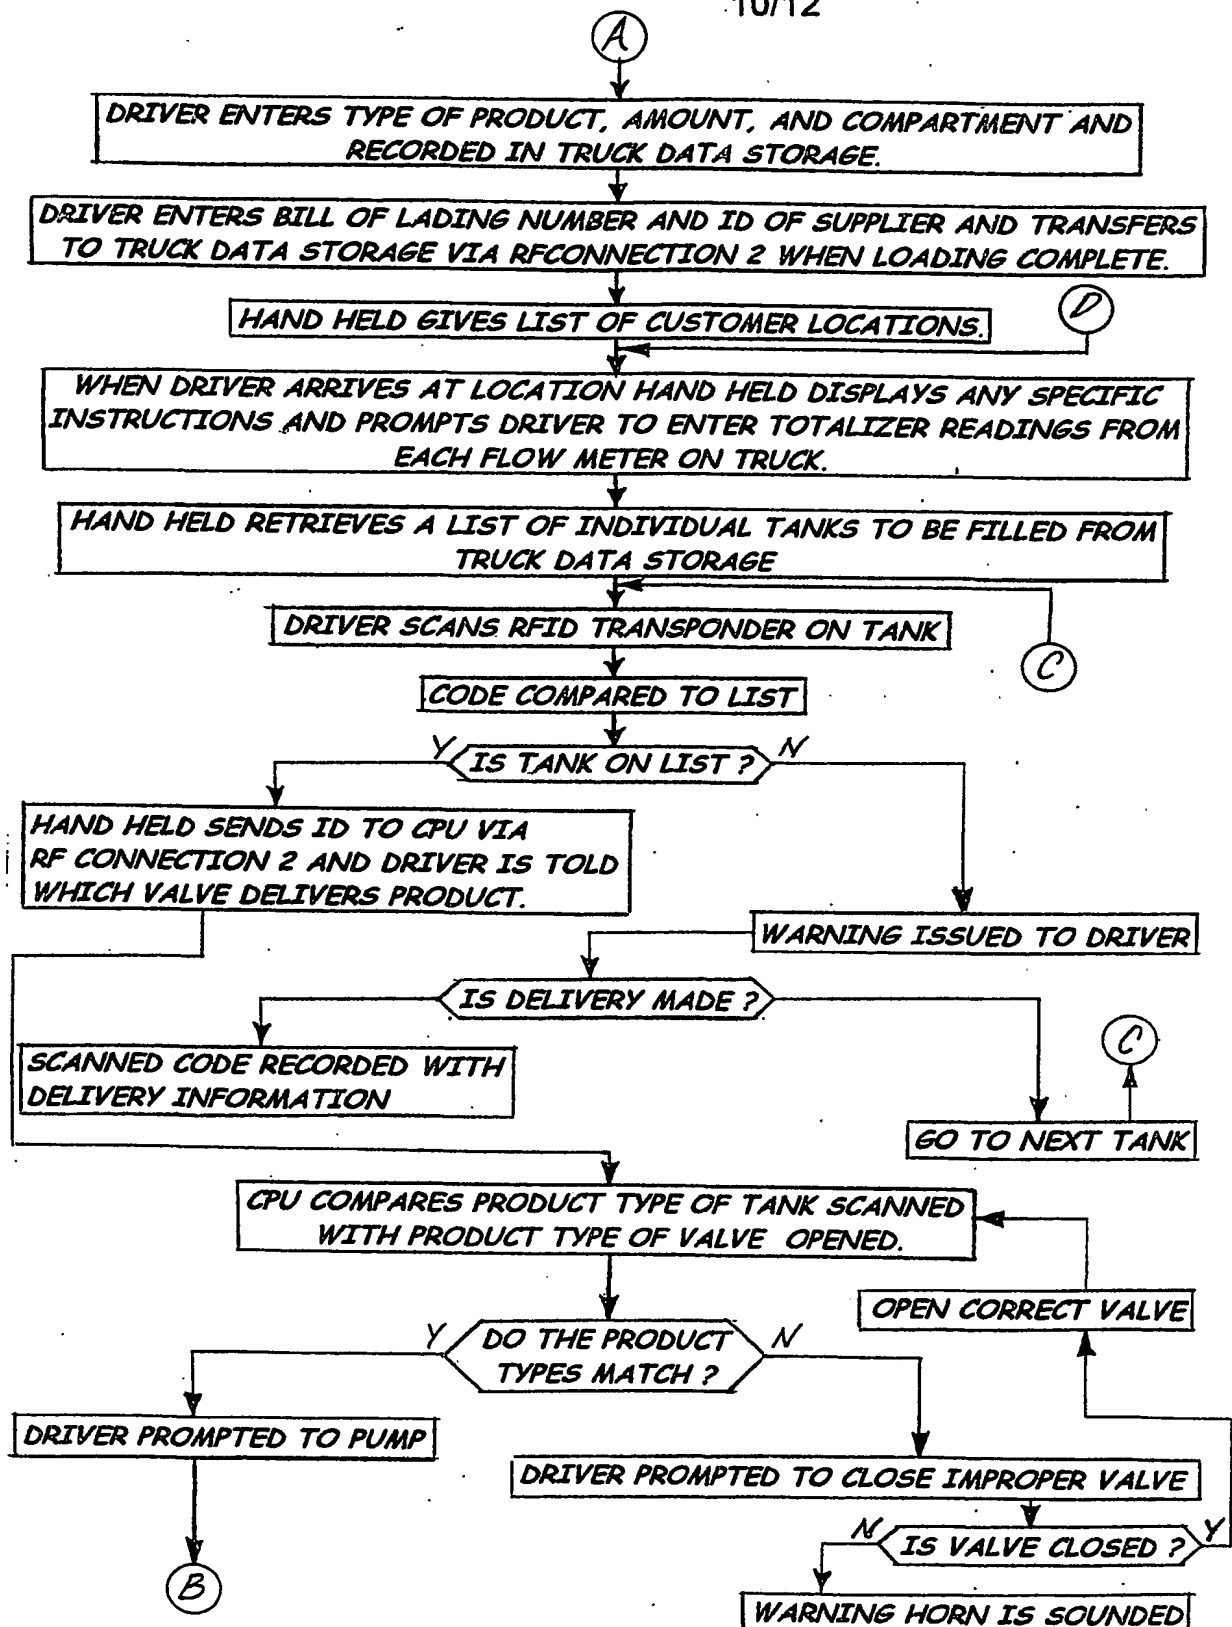 10/12
A
DRIVER ENTERS TYPE OF PRODUCT, AMOUNT, AND COMPARTMENT AND
RECORDED IN TRUCK DATA STORAGE.
DRIVER ENTERS BILL OF LADING NUMBER AND ID OF SUPPLIER AND TRANSFERS
TO TRUCK DATA STORAGE VIA RFCONNECTION 2 WHEN LOADING COMPLETE.
HAND HELD GIVES LIST OF CUSTOMER LOCATIONS.
D
WHEN DRIVER ARRIVES AT LOCATION HAND HELD DISPLAYS ANY SPECIFIC
INSTRUCTIONS AND PROMPTS DRIVER TO ENTER TOTALIZER READINGS FROM
EACH FLOW METER ON TRUCK.
HAND HELD RETRIEVES A LIST OF INDIVIDUAL TANKS TO BE FILLED FROM
TRUCK DATA STORAGE
DRIVER SCANS RFID TRANSPONDER ON TANK
C
CODE COMPARED TO LIST
Y
IS TANK ON LIST ?
N
HAND HELD SENDS ID TO CPU VIA
RF CONNECTION 2 AND DRIVER IS TOLD
WHICH VALVE DELIVERS PRODUCT.
WARNING ISSUED TO DRIVER
IS DELIVERY MADE ?
SCANNED CODE RECORDED WITH
DELIVERY INFORMATION
C
GO TO NEXT TANK
CPU COMPARES PRODUCT TYPE OF TANK SCANNED
WITH PRODUCT TYPE OF VALVE OPENED.
OPEN CORRECT VALVE
Y
DO THE PRODUCT
TYPES MATCH ?
N
DRIVER PROMPTED TO PUMP
DRIVER PROMPTED TO CLOSE IMPROPER VALVE
N
IS VALVE CLOSED ?
Y
B
WARNING HORN IS SOUNDED